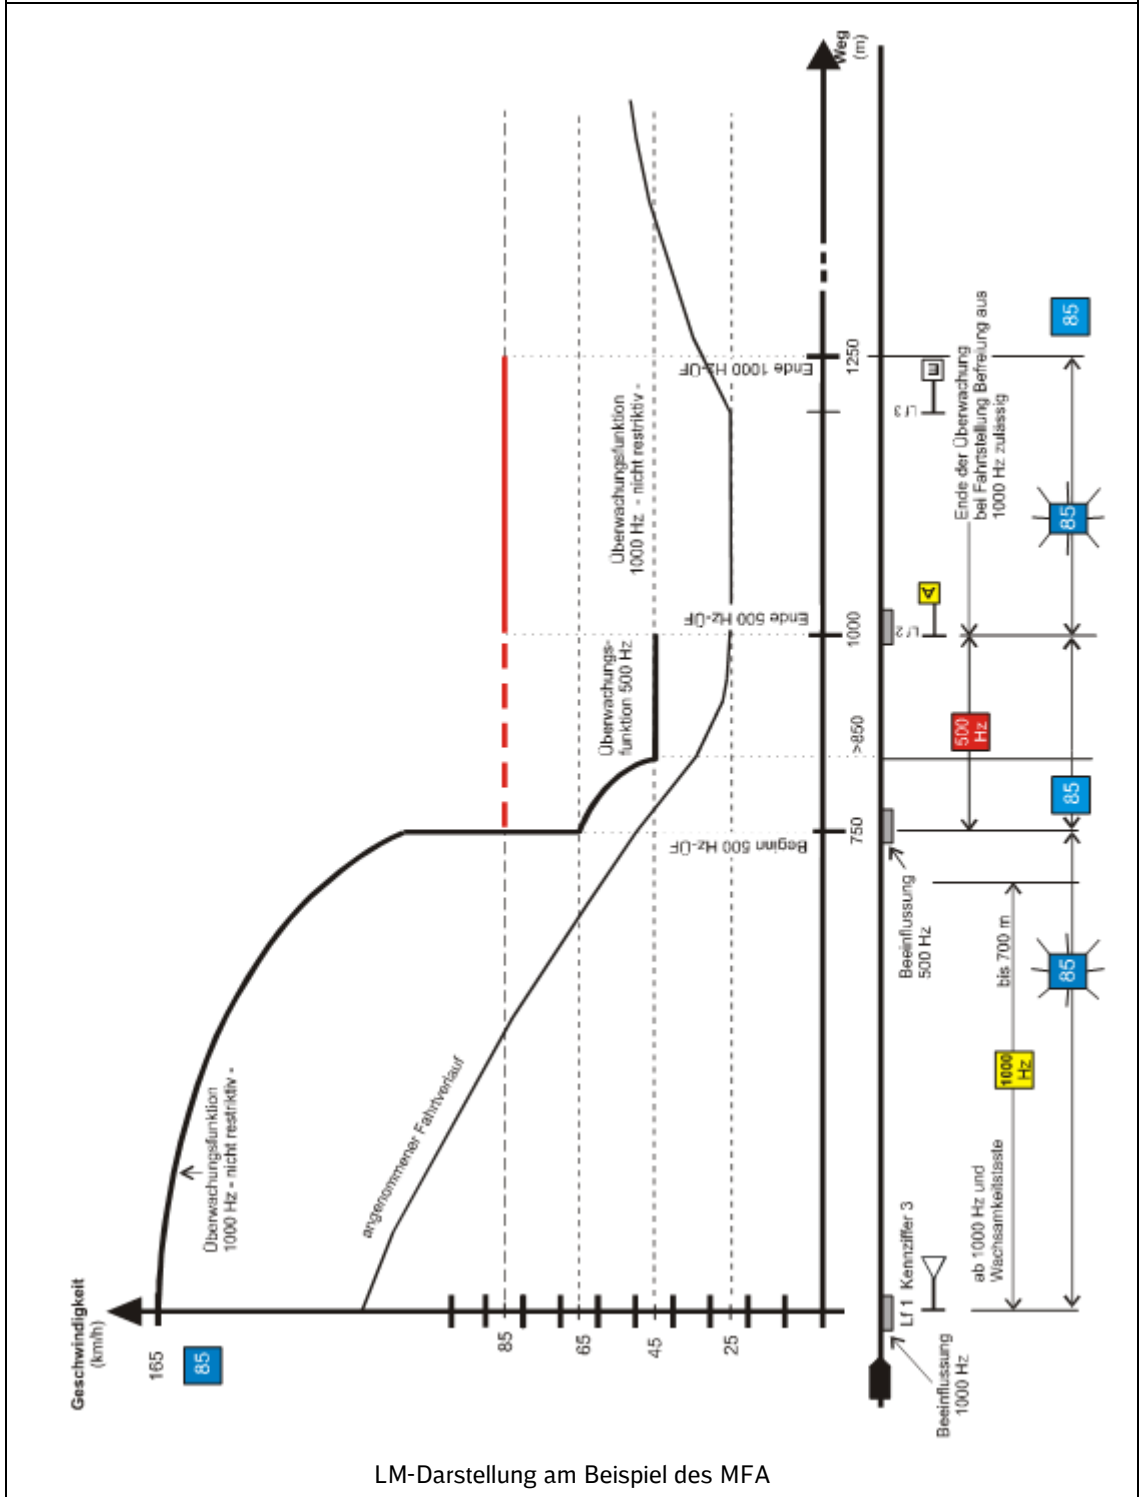 Geschwindigkeit
(km/h)
165
85
85
65
45
25
Überwachungsfunktion
1000 Hz - nicht restriktiv -
angenommener Fahrtverlauf
Überwachungs-
funktion 500 Hz
Überwachungsfunktion
1000 Hz - nicht restriktiv -
Beginn 500 Hz-ÜF
Ende 500 Hz-ÜF
Ende 1000 Hz-ÜF
750
>850
1000
1250
Weg
(m)
Beeinflussung
1000 Hz
Lf 1 Kennziffer 3
Beeinflussung
500 Hz
Lf 2
A
Lf 3
E
ab 1000 Hz und
Wachsamkeitstaste
1000
Hz
bis 700 m
500
Hz
Ende der Überwachung
bei Fahrtstellung Befreiung aus
1000 Hz zulässig
85
85
85
85
LM-Darstellung am Beispiel des MFA